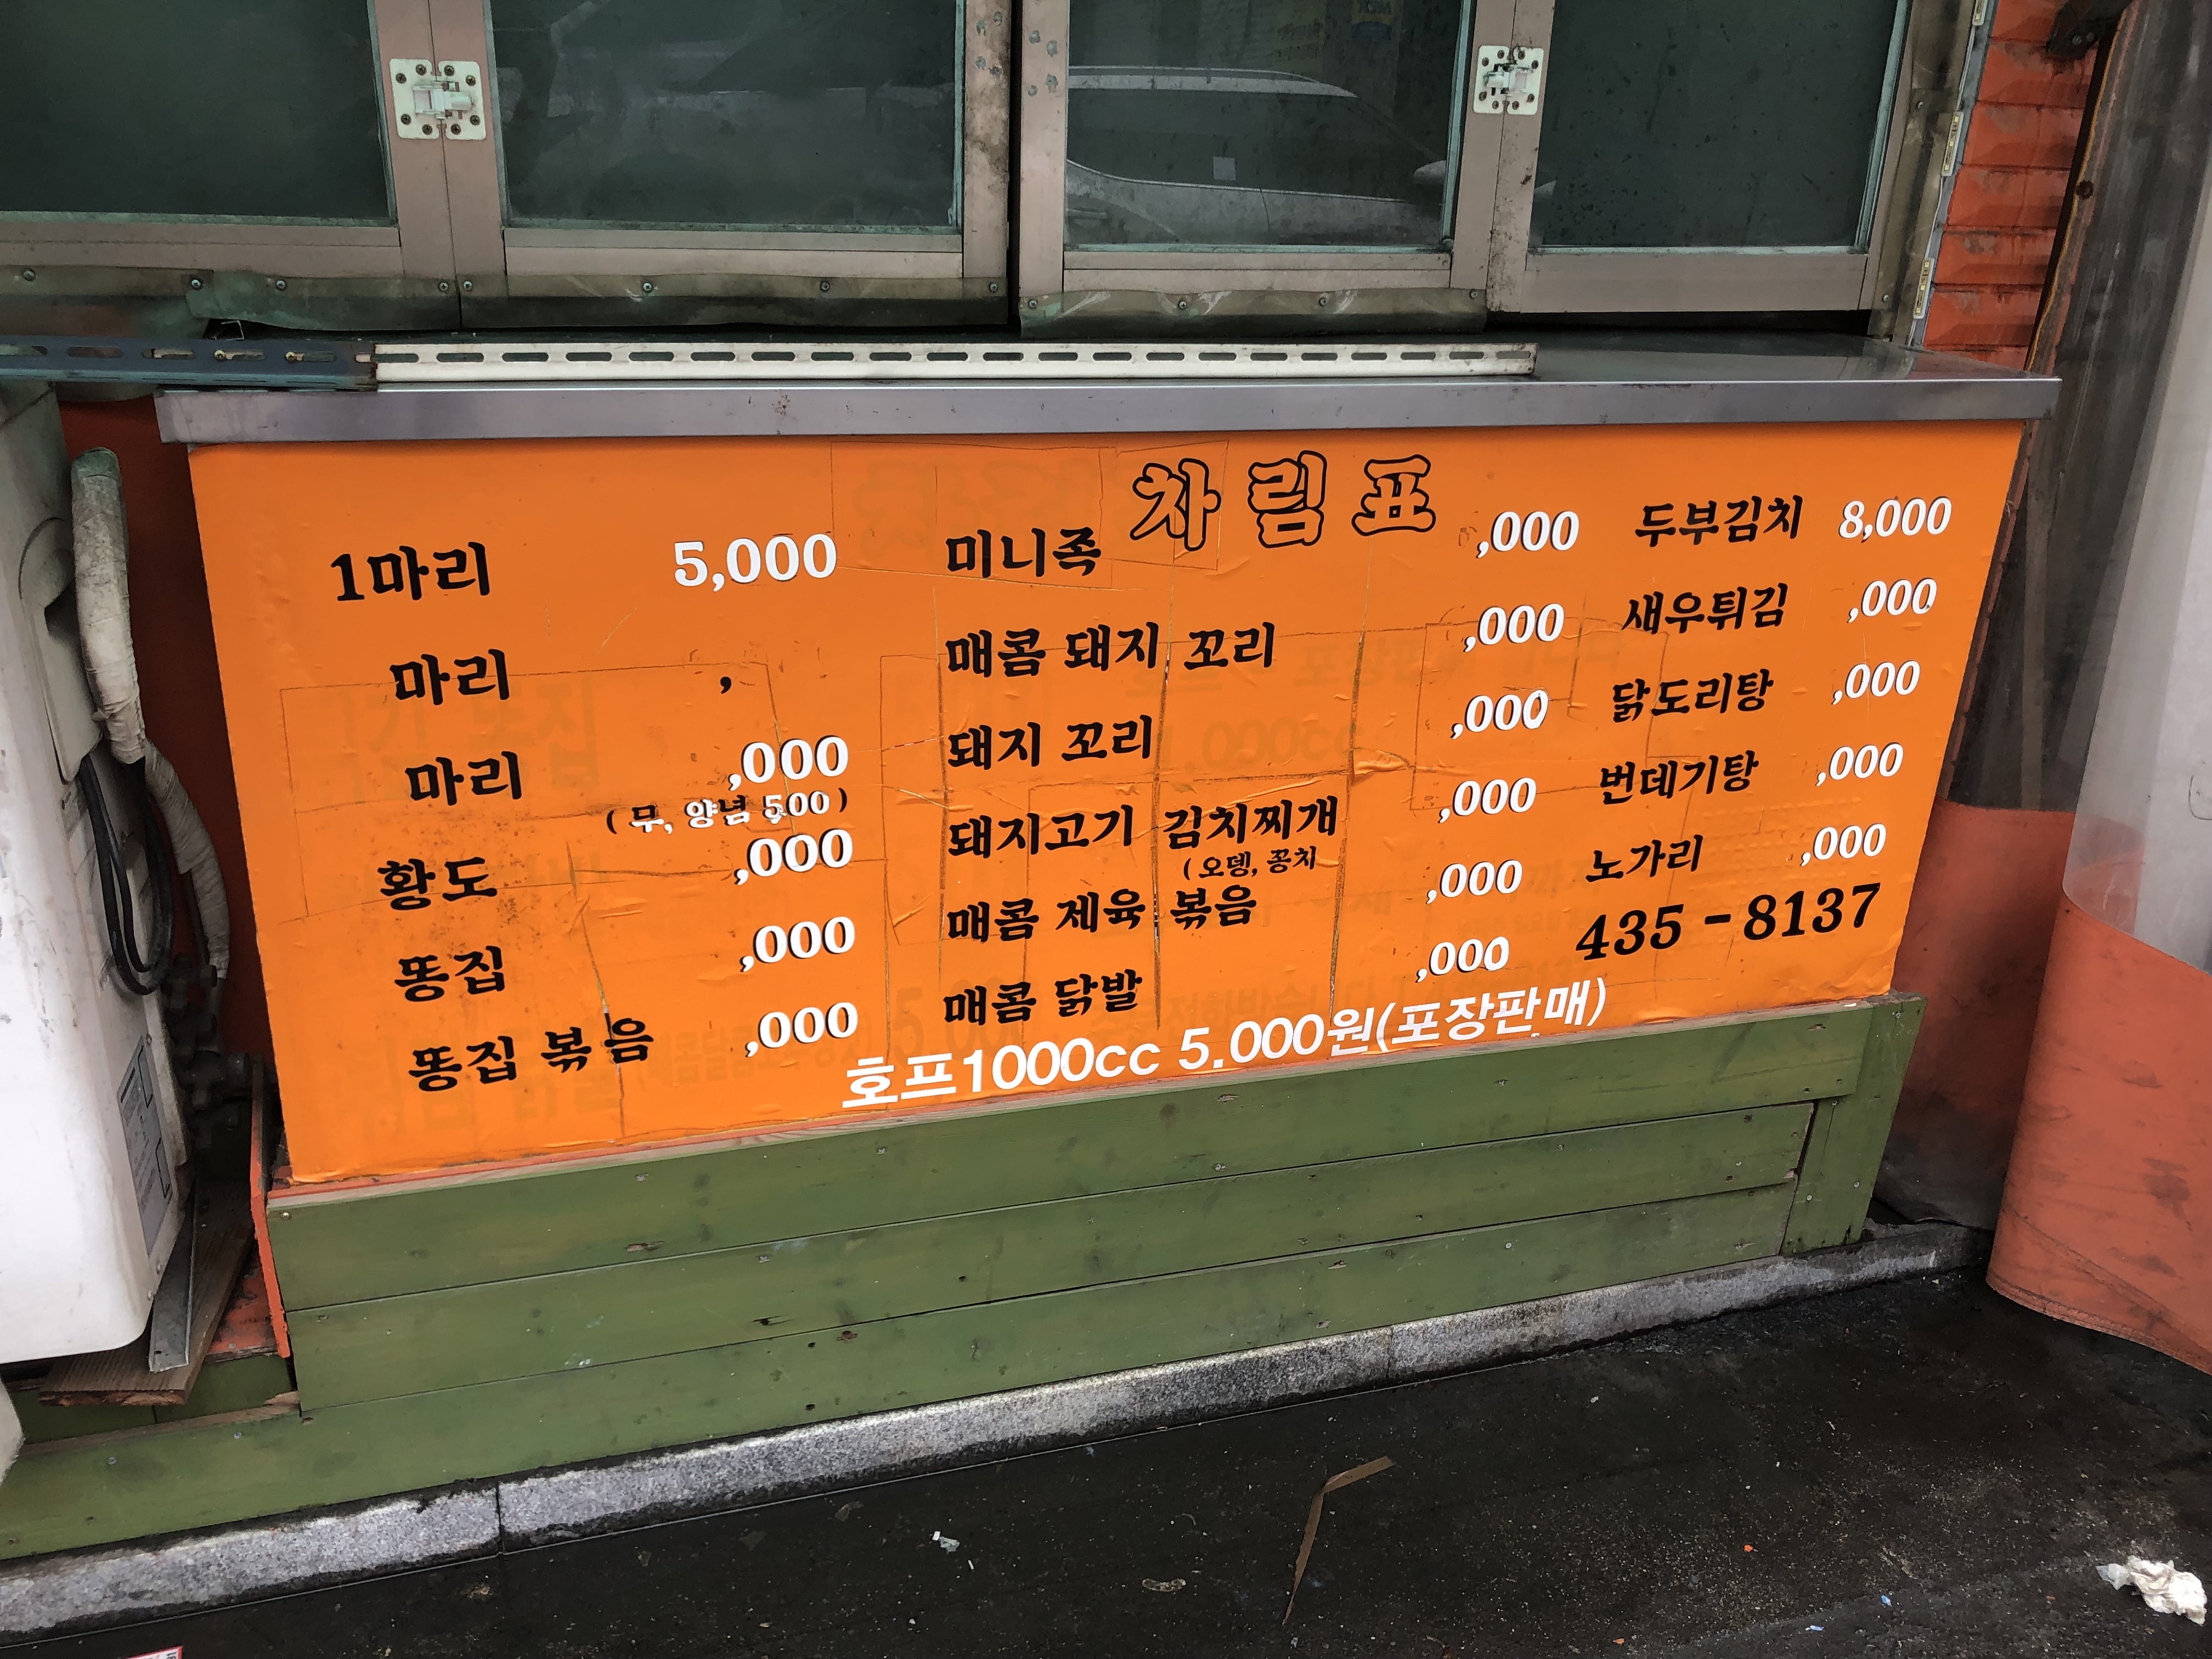 차림표
1마리 5,000
마리 ,
마리 ,000
( 무, 양념 500 )
황도 ,000
똥집 ,000
똥집 볶음 ,000
미니족 ,000
매콤 돼지 꼬리 ,000
돼지 꼬리 ,000
돼지고기 김치찌개 ,000
( 오뎅, 꽁치
매콤 제육 볶음 ,000
매콤 닭발 ,000
두부김치 8,000
새우튀김 ,000
닭도리탕 ,000
번데기탕 ,000
노가리 ,000
435-8137
호프1000cc 5.000원(포장판매)